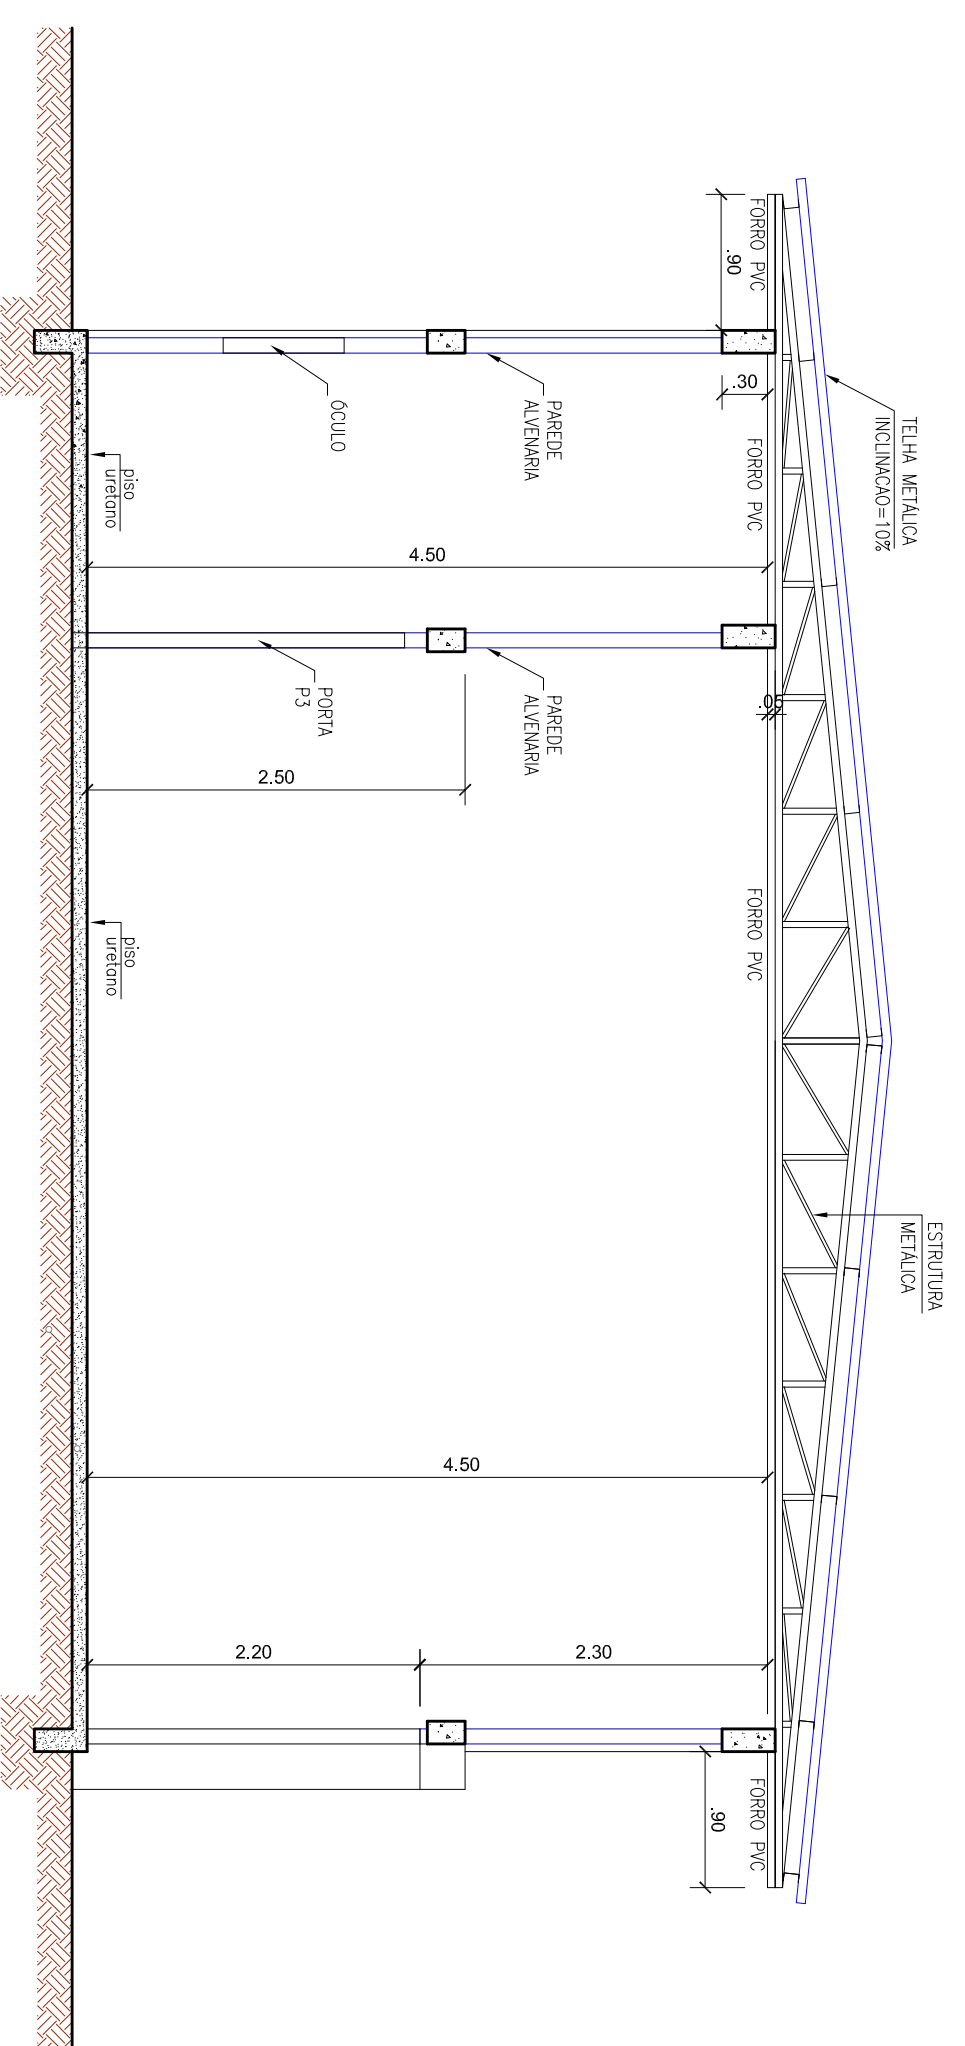 TELHA METÁLICA
INCLINACAO=10%
ESTRUTURA
METÁLICA
FORRO PVC
.90
.30
FORRO PVC
.05
FORRO PVC
FORRO PVC
.90
PAREDE
ALVENARIA
PAREDE
ALVENARIA
4.50
4.50
2.30
ÓCULO
PORTA
P3
2.50
2.20
piso
uretano
piso
uretano